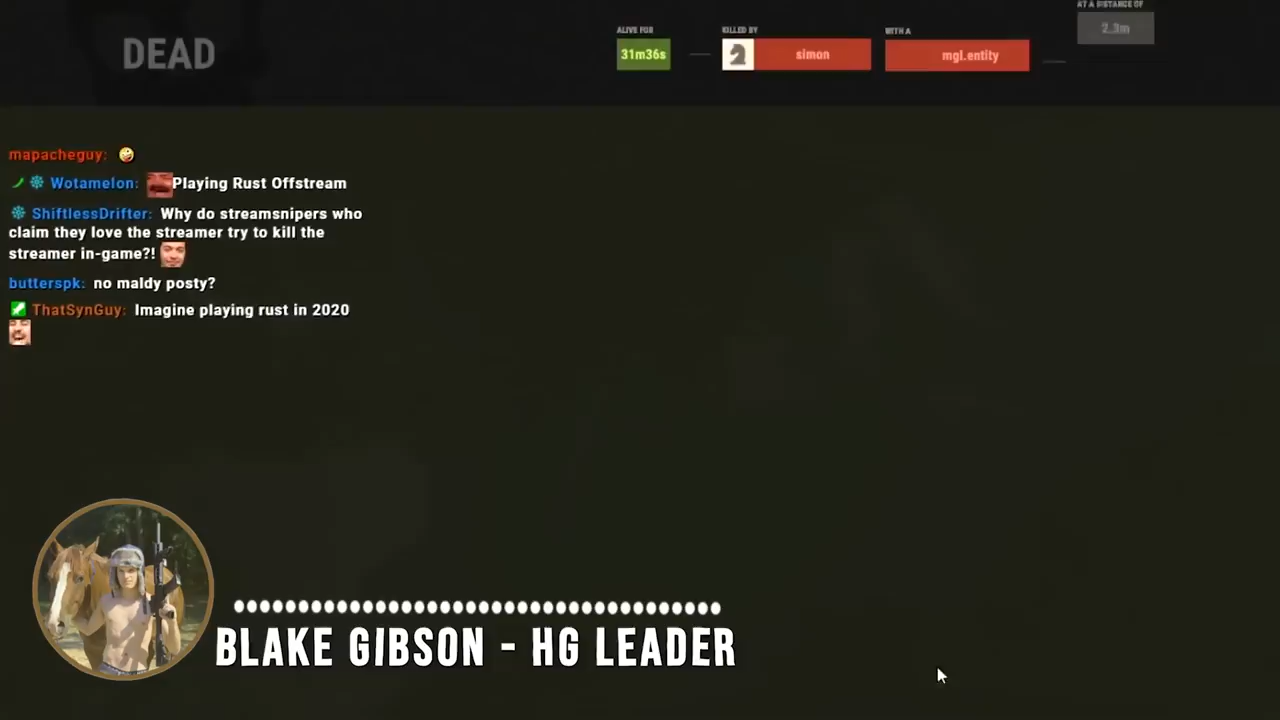 AT A DISTANCE OF
ALIVE FOR
KILLED BY
WITH A
2.3m
DEAD
31m36s
simon
mgl.entity
mapacheguy:
Wotamelon: Playing Rust Offstream
ShiftlessDrifter: Why do streamsnipers who
claim they love the streamer try to kill the
streamer in-game?!
butterspk: no maldy posty?
ThatSynGuy: Imagine playing rust in 2020
BLAKE GIBSON - HG LEADER